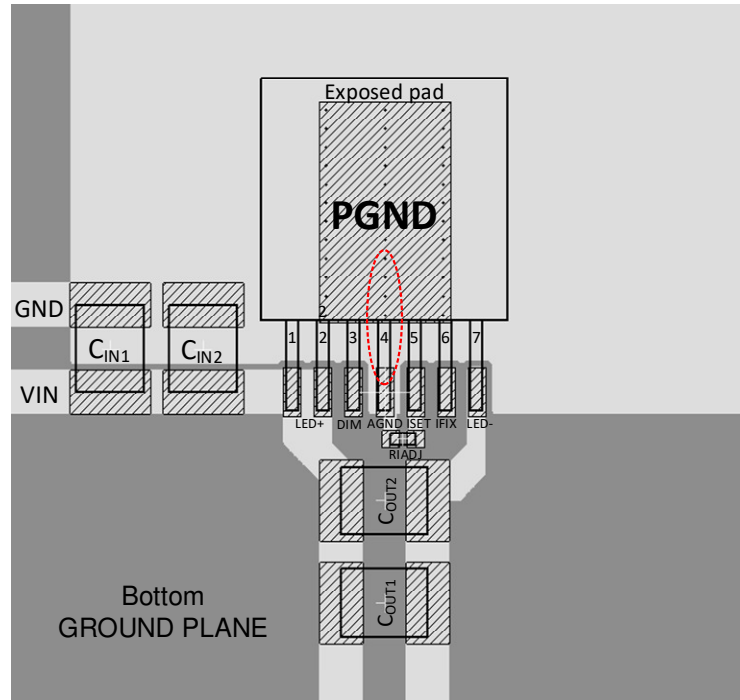 Exposed pad
PGND
2
GND
1 2 3 4 5 6 7
CIN1 CIN2
VIN
LED+ DIM AGND ISET IFIX LED-
RIADJ
COUT2
COUT1
Bottom
GROUND PLANE